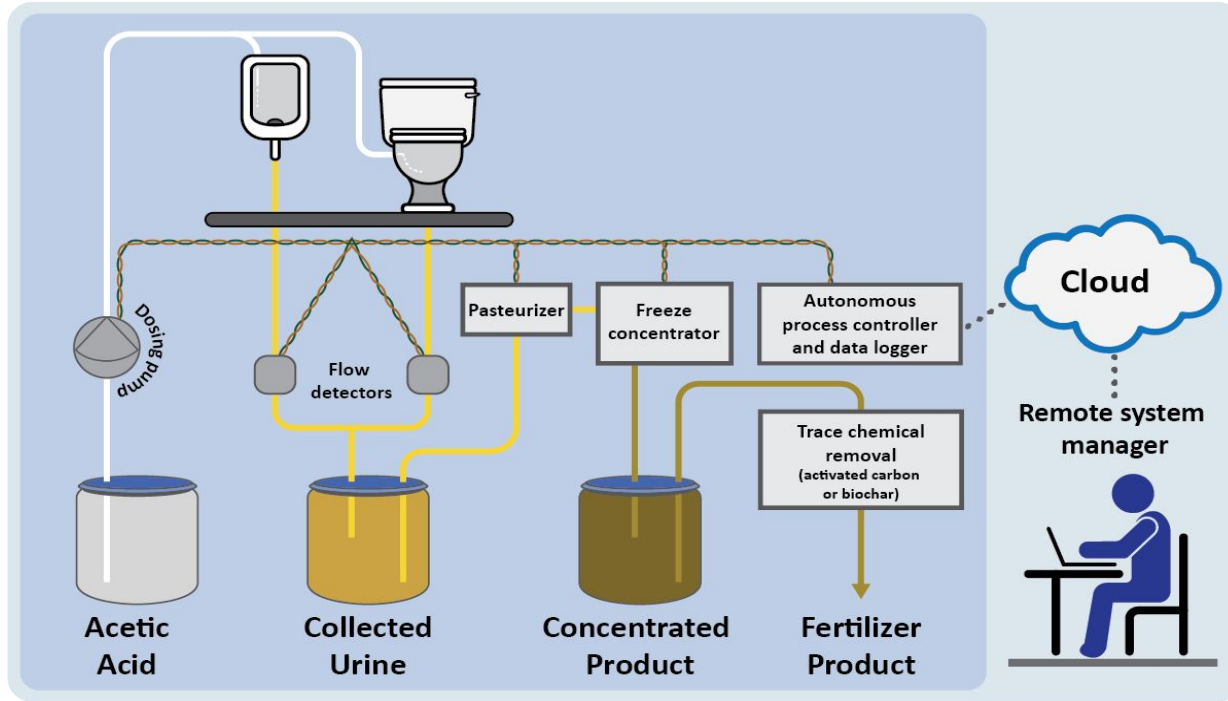 Dosing pump
Flow
detectors
Pasteurizer
Freeze
concentrator
Autonomous
process controller
and data logger
Cloud
Remote system
manager
Trace chemical
removal
(activated carbon
or biochar)
Acetic
Acid
Collected
Urine
Concentrated
Product
Fertilizer
Product